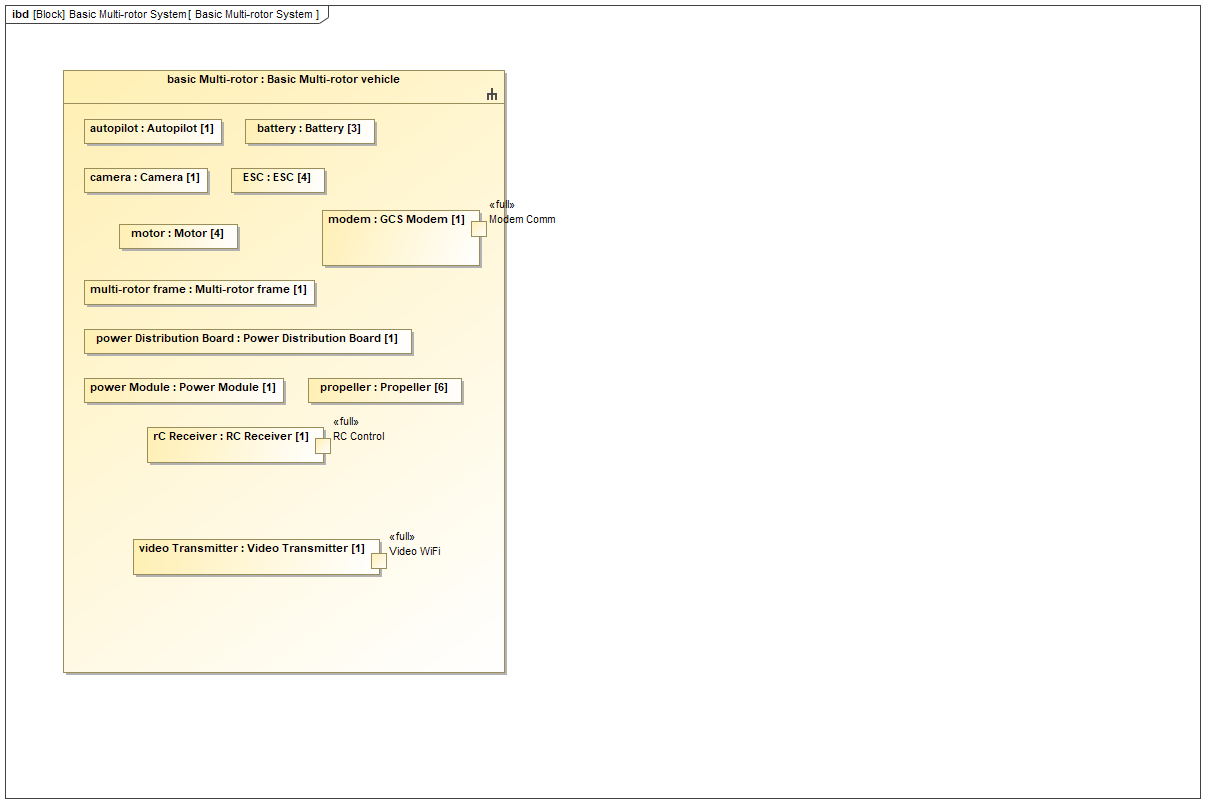 ibd [Block] Basic Multi-rotor System[ Basic Multi-rotor System ]
basic Multi-rotor : Basic Multi-rotor vehicle
autopilot : Autopilot [1]
battery : Battery [3]
camera : Camera [1]
ESC : ESC [4]
«full»
Modem Comm
modem : GCS Modem [1]
motor : Motor [4]
multi-rotor frame : Multi-rotor frame [1]
power Distribution Board : Power Distribution Board [1]
power Module : Power Module [1]
propeller : Propeller [6]
«full»
RC Control
rC Receiver : RC Receiver [1]
«full»
Video WiFi
video Transmitter : Video Transmitter [1]